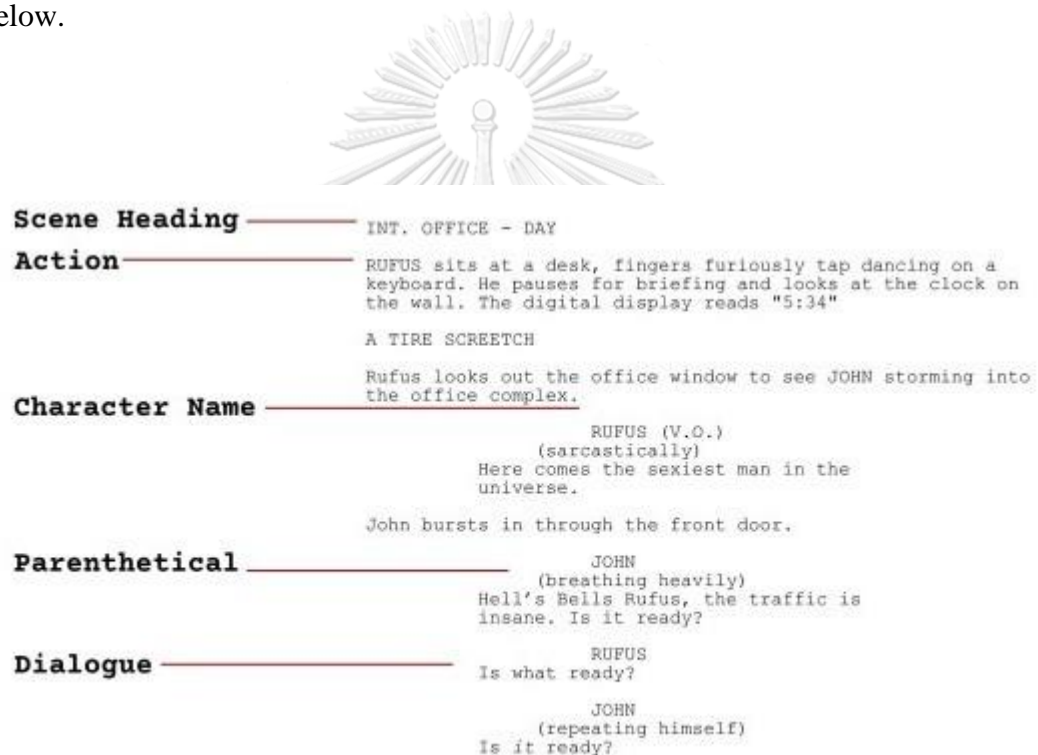 elow.
Scene Heading
INT. OFFICE - DAY
Action
RUFUS sits at a desk, fingers furiously tap dancing on a
keyboard. He pauses for briefing and looks at the clock on
the wall. The digital display reads "5:34"
A TIRE SCREETCH
Rufus looks out the office window to see JOHN storming into
the office complex.
Character Name
RUFUS (V.O.)
(sarcastically)
Here comes the sexiest man in the
universe.
John bursts in through the front door.
Parenthetical
JOHN
(breathing heavily)
Hell's Bells Rufus, the traffic is
insane. Is it ready?
Dialogue
RUFUS
Is what ready?
JOHN
(repeating himself)
Is it ready?